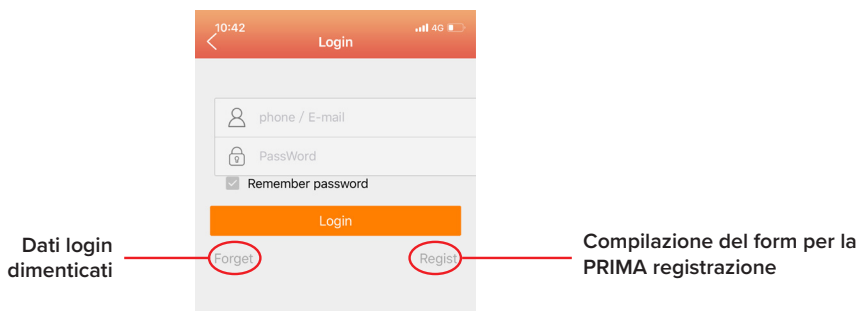 10:42
4G
Login
phone / E-mail
PassWord
Remember password
Login
Dati login
dimenticati
Forget
Regist
Compilazione del form per la
PRIMA registrazione